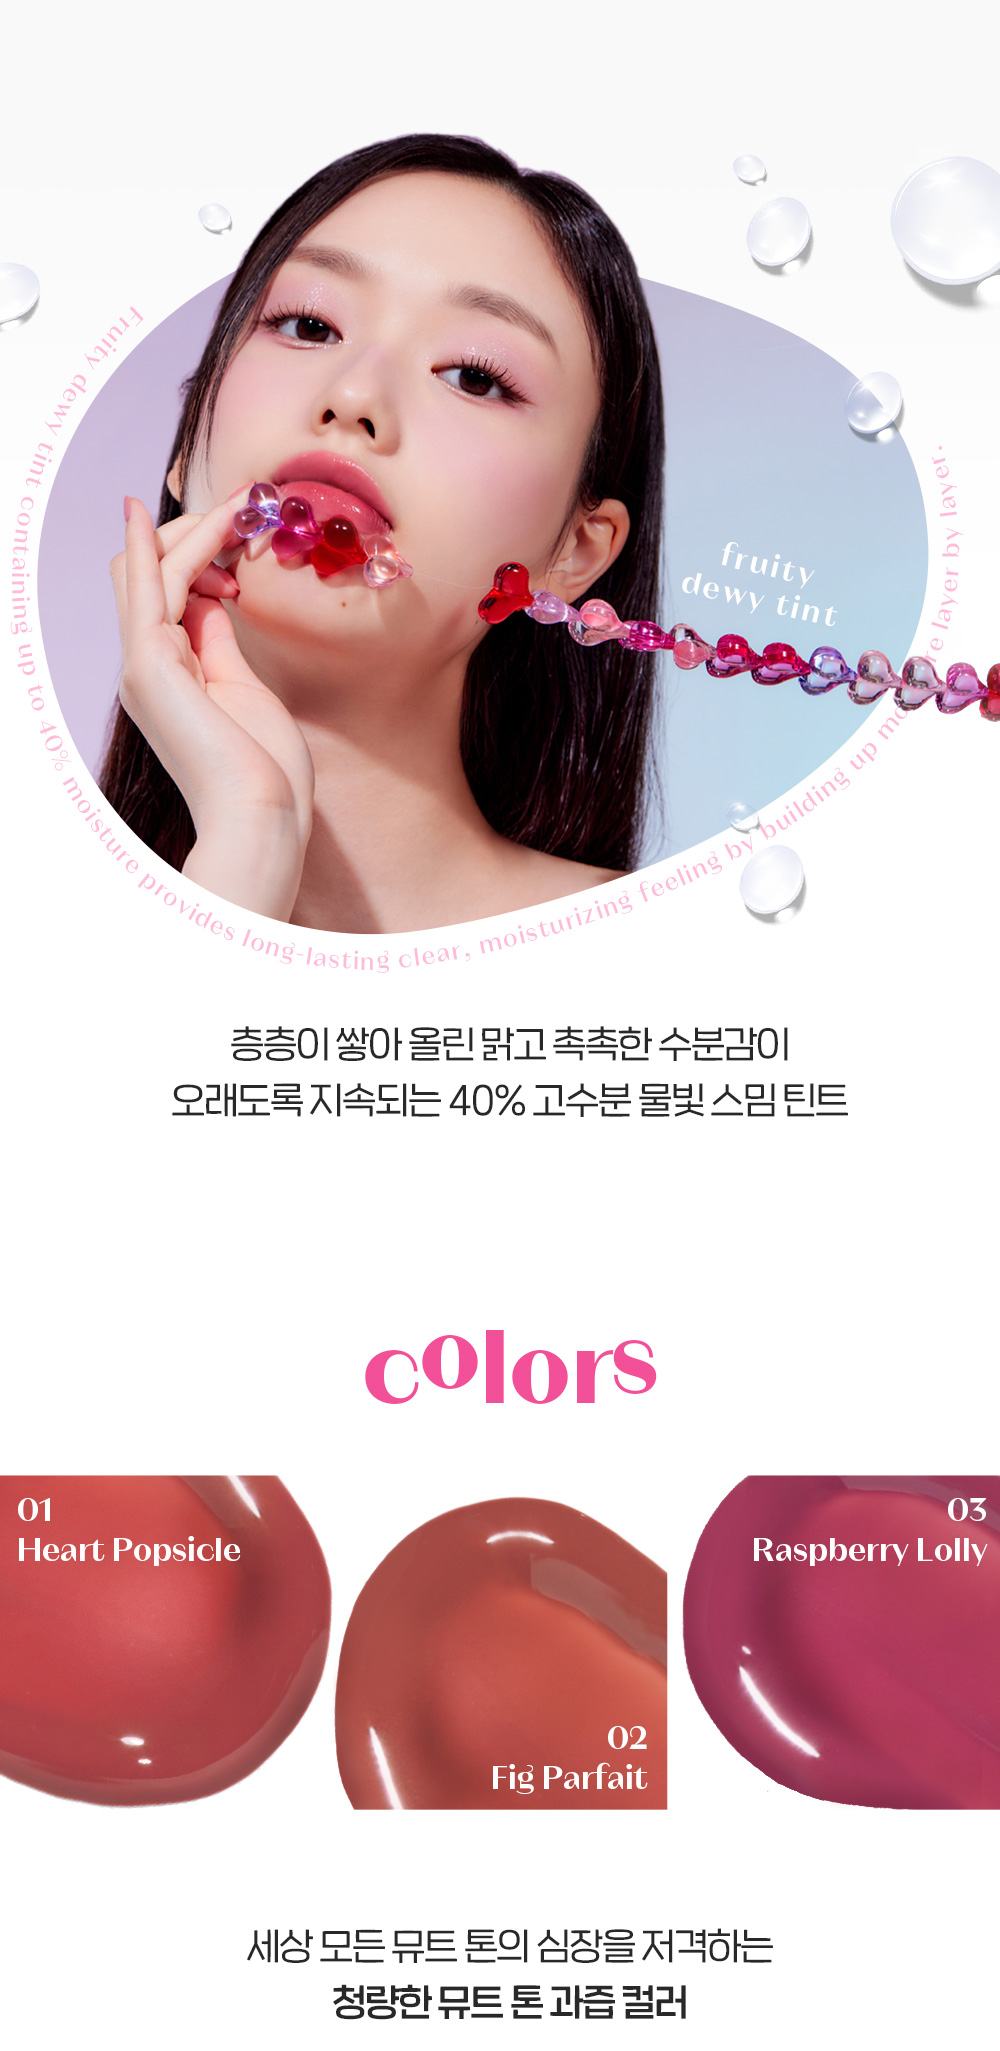 Fruity dewy tint containing up to 40% moisture provides long-lasting clear, moisturizing feeling by building up mo re layer by layer.
fruity
dewy tint
층층이 쌓아 올린 맑고 촉촉한 수분감이
오래도록 지속되는 40% 고수분 물빛 스밈 틴트
colors
01
Heart Popsicle
02
Fig Parfait
03
Raspberry Lolly
세상 모든 뮤트 톤의 심장을 저격하는
청량한 뮤트 톤 과즙 컬러